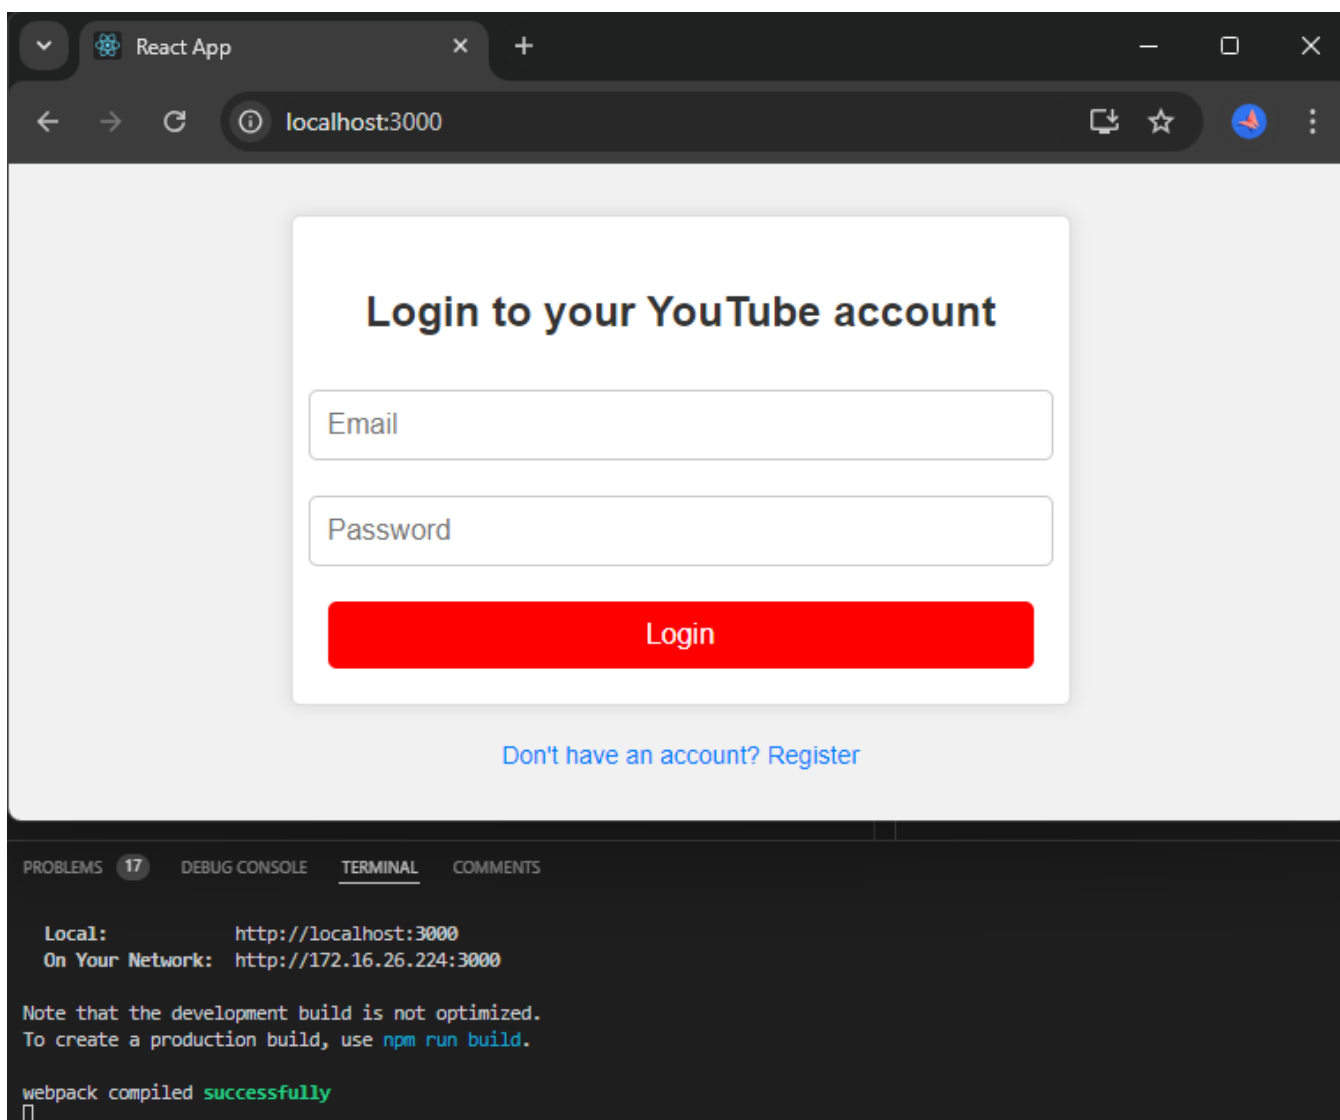 React App
localhost:3000
Login to your YouTube account
Email
Password
Login
Don't have an account? Register
PROBLEMS 17 DEBUG CONSOLE TERMINAL COMMENTS
Local: http://localhost:3000
On Your Network: http://172.16.26.224:3000
Note that the development build is not optimized.
To create a production build, use npm run build.
webpack compiled successfully